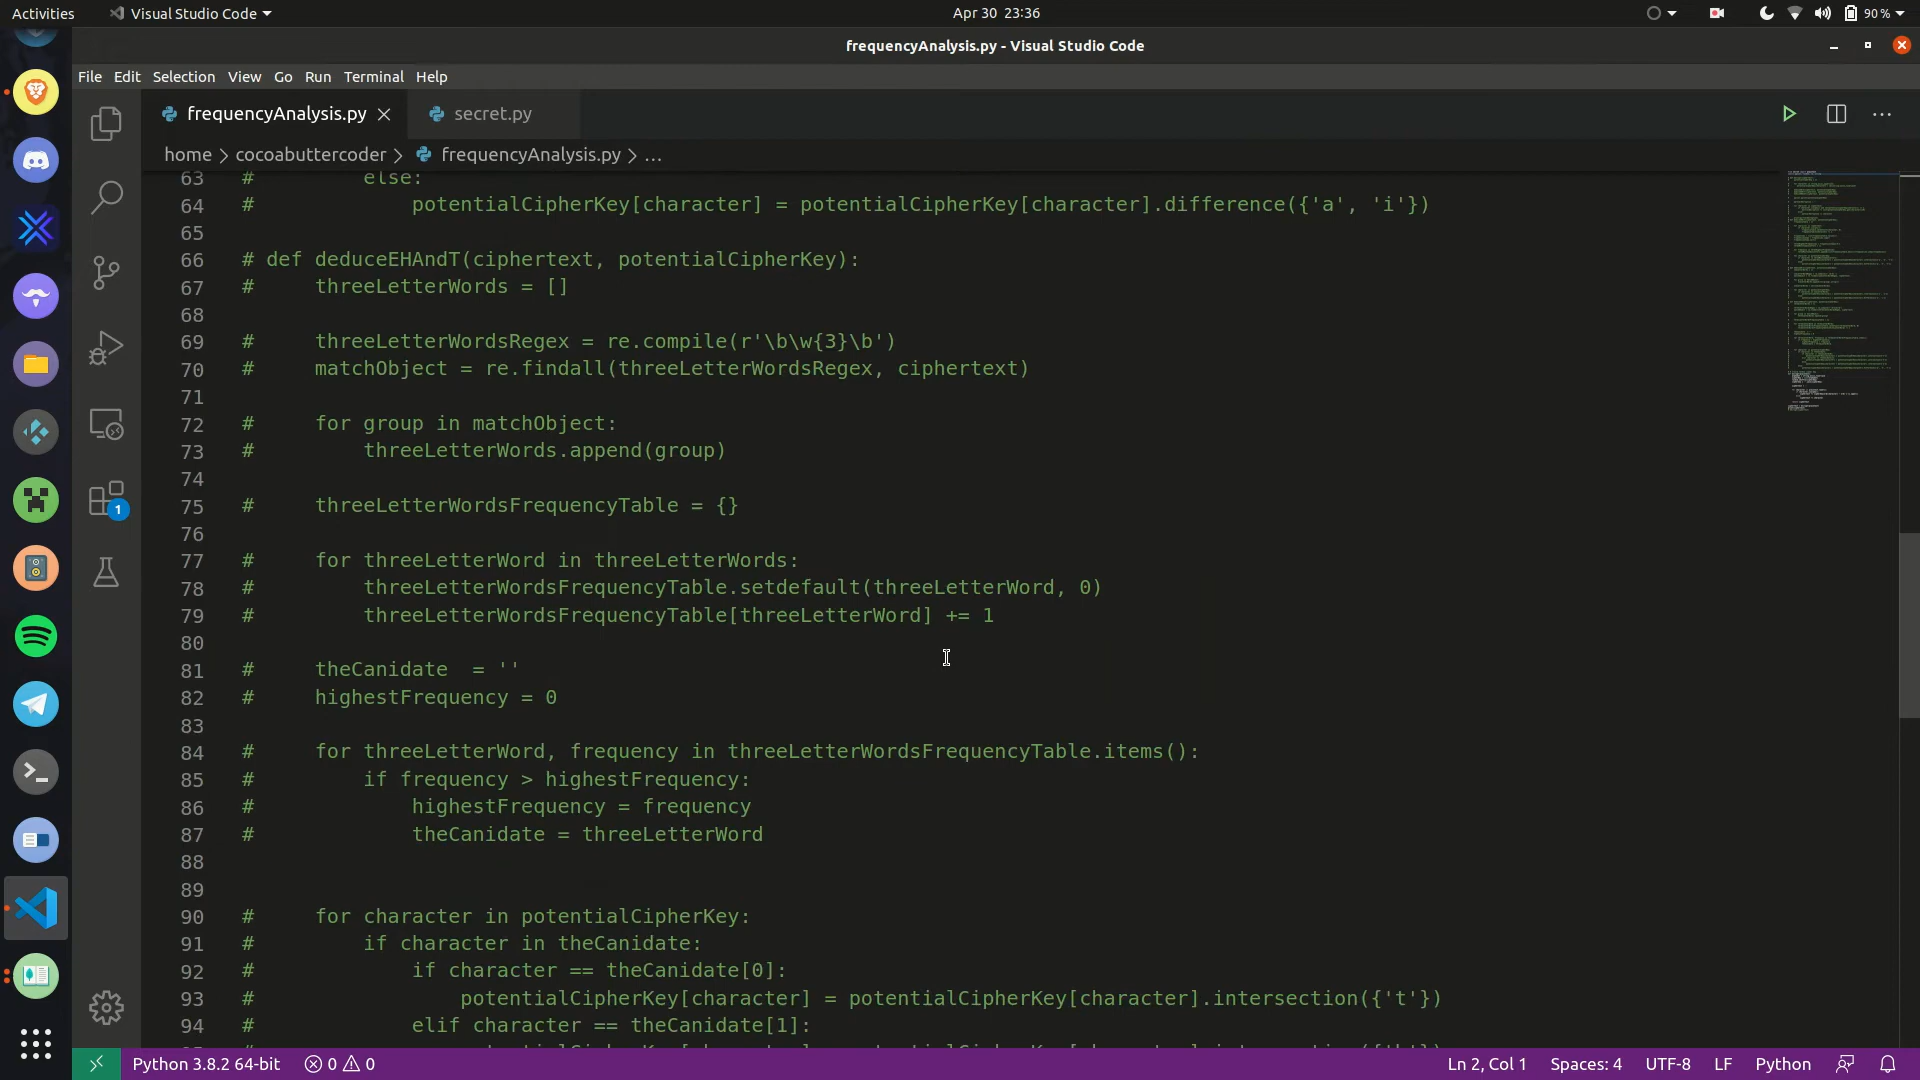 Activities
Visual Studio Code
Apr 30 23:36
90 %
frequencyAnalysis.py - Visual Studio Code
File Edit Selection View Go Run Terminal Help
frequencyAnalysis.py
secret.py
home > cocoabuttercoder > frequencyAnalysis.py > ...
63 # else:
64 # potentialCipherKey[character] = potentialCipherKey[character].difference({'a', 'i'})
65
66 # def deduceEHAndT(ciphertext, potentialCipherKey):
67 # threeLetterWords = []
68
69 # threeLetterWordsRegex = re.compile(r'\b\w{3}\b')
70 # matchObject = re.findall(threeLetterWordsRegex, ciphertext)
71
72 # for group in matchObject:
73 # threeLetterWords.append(group)
74
75 # threeLetterWordsFrequencyTable = {}
76
77 # for threeLetterWord in threeLetterWords:
78 # threeLetterWordsFrequencyTable.setdefault(threeLetterWord, 0)
79 # threeLetterWordsFrequencyTable[threeLetterWord] += 1
80
81 # theCanidate  = ''
82 # highestFrequency = 0
83
84 # for threeLetterWord, frequency in threeLetterWordsFrequencyTable.items():
85 # if frequency > highestFrequency:
86 # highestFrequency = frequency
87 # theCanidate = threeLetterWord
88
89
90 # for character in potentialCipherKey:
91 # if character in theCanidate:
92 # if character == theCanidate[0]:
93 # potentialCipherKey[character] = potentialCipherKey[character].intersection({'t'})
94 # elif character == theCanidate[1]:
1
Python 3.8.2 64-bit
0 0
Ln 2, Col 1
Spaces: 4
UTF-8
LF
Python